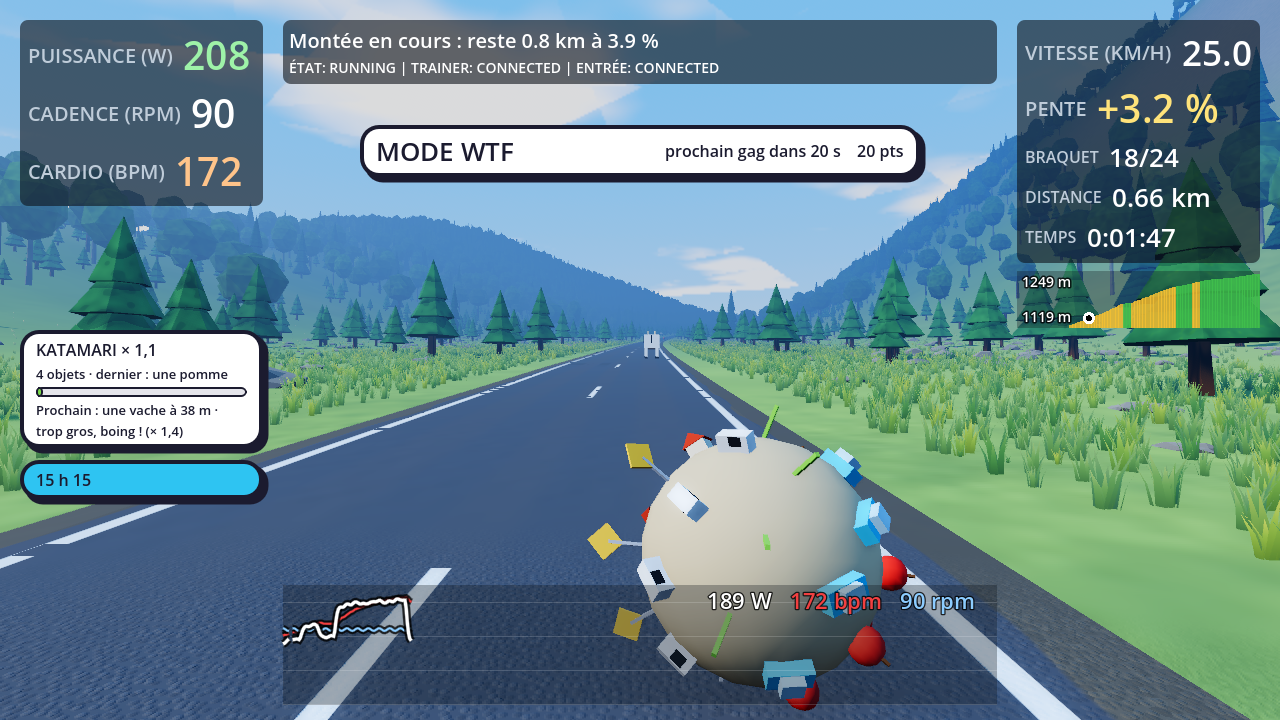 PUISSANCE (W) 208
CADENCE (RPM) 90
CARDIO (BPM) 172
Montée en cours : reste 0.8 km à 3.9 %
ÉTAT: RUNNING | TRAINER: CONNECTED | ENTRÉE: CONNECTED
MODE WTF prochain gag dans 20 s 20 pts
VITESSE (KM/H) 25.0
PENTE +3.2 %
BRAQUET 18/24
DISTANCE 0.66 km
TEMPS 0:01:47
1249 m
1119 m
KATAMARI × 1,1
4 objets · dernier : une pomme
Prochain : une vache à 38 m ·
trop gros, boing ! (× 1,4)
15 h 15
189 W 172 bpm 90 rpm